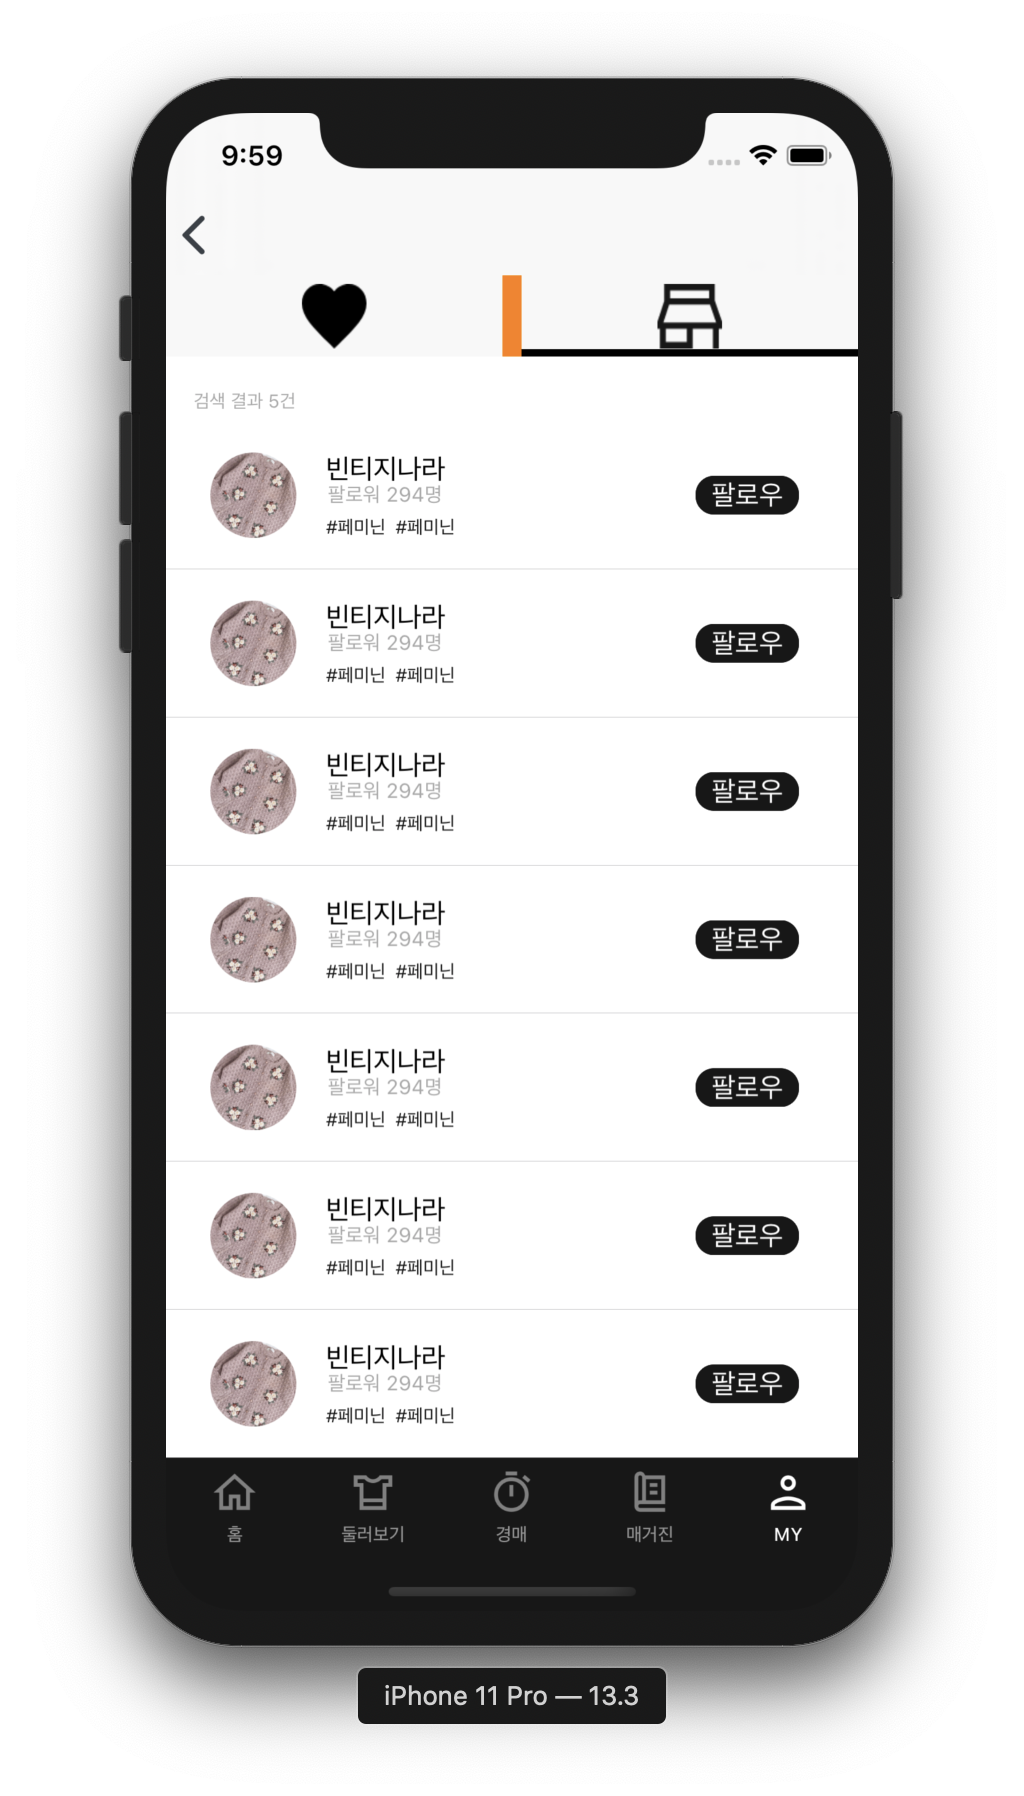 9:59
검색 결과 5건
빈티지나라
팔로워 294명
#페미닌 #페미닌
팔로우
빈티지나라
팔로워 294명
#페미닌 #페미닌
팔로우
빈티지나라
팔로워 294명
#페미닌 #페미닌
팔로우
빈티지나라
팔로워 294명
#페미닌 #페미닌
팔로우
빈티지나라
팔로워 294명
#페미닌 #페미닌
팔로우
빈티지나라
팔로워 294명
#페미닌 #페미닌
팔로우
빈티지나라
팔로워 294명
#페미닌 #페미닌
팔로우
홈 둘러보기 경매 매거진 MY
iPhone 11 Pro — 13.3